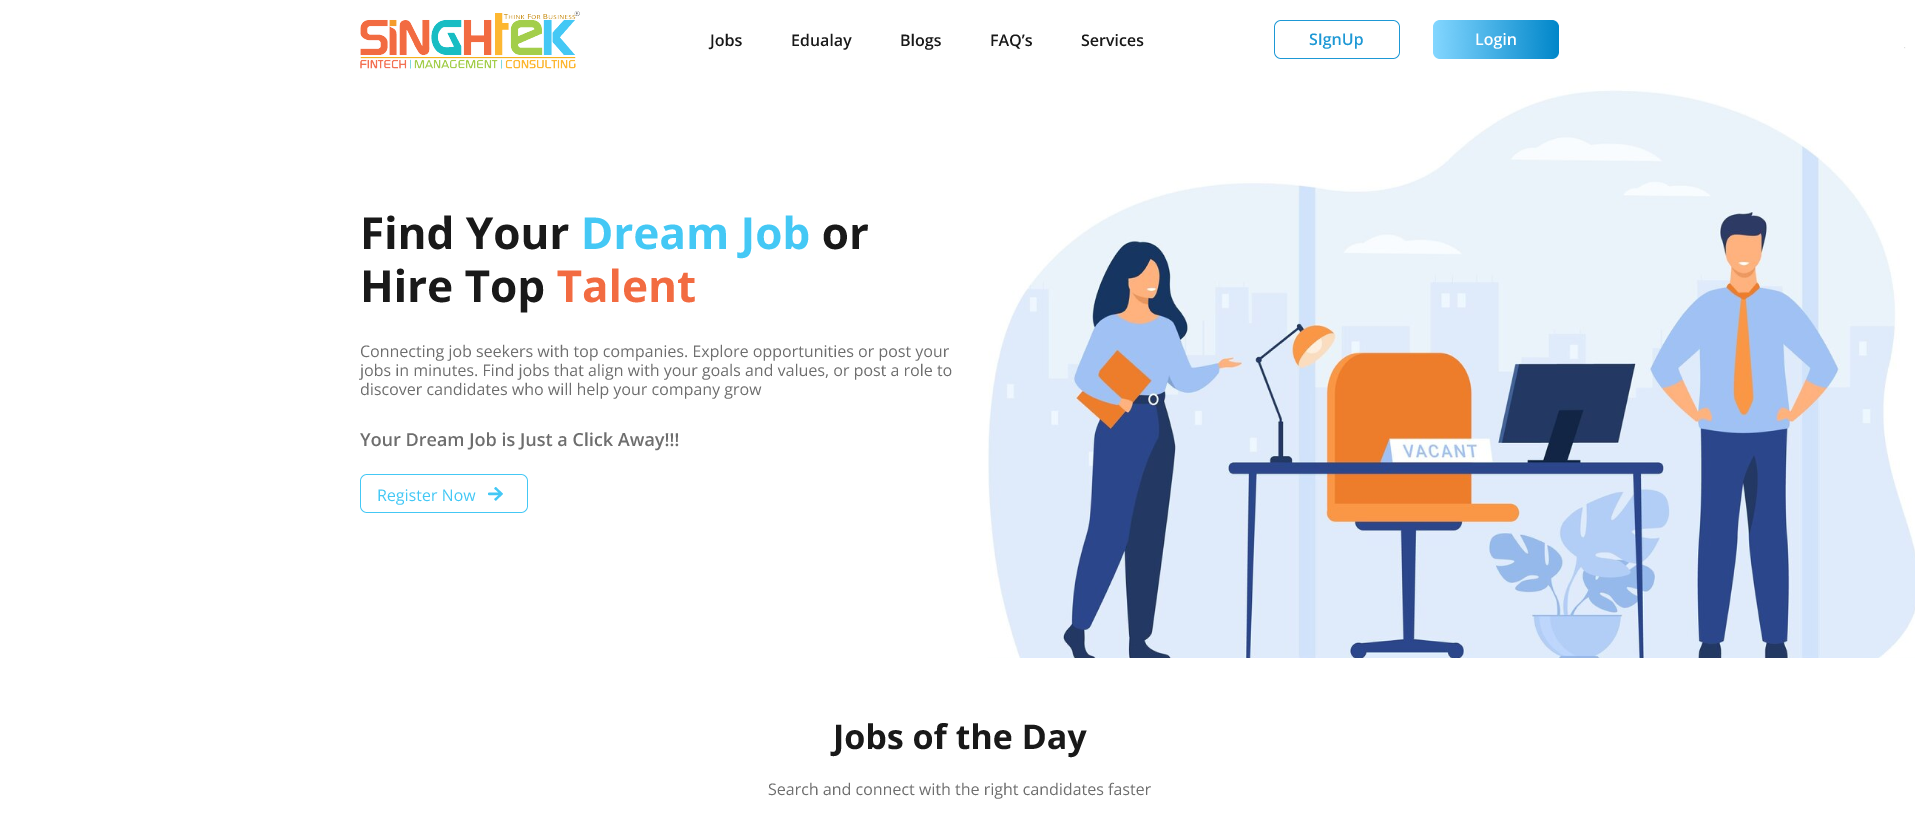 THINK FOR BUSINESS®
SiNGHTEK
FINTECH | MANAGEMENT | CONSULTING
Jobs
Edualay
Blogs
FAQ’s
Services
SIgnUp
Login
Find Your Dream Job or
Hire Top Talent
Connecting job seekers with top companies. Explore opportunities or post your
jobs in minutes. Find jobs that align with your goals and values, or post a role to
discover candidates who will help your company grow
Your Dream Job is Just a Click Away!!!
Register Now
VACANT
Jobs of the Day
Search and connect with the right candidates faster